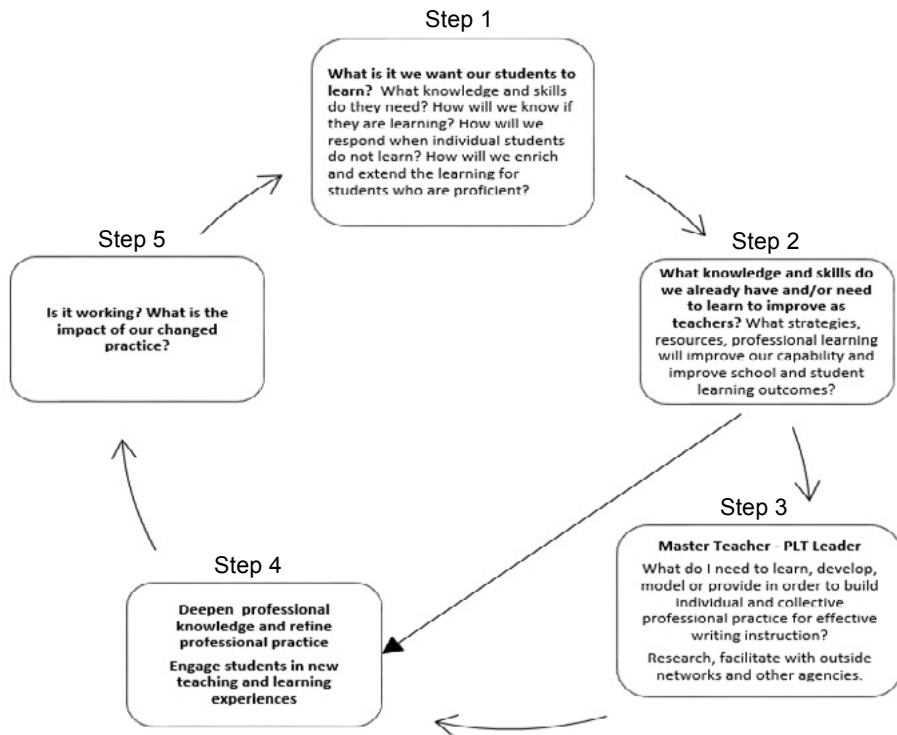 Step 1
What is it we want our students to
learn? What knowledge and skills
do they need? How will we know if
they are learning? How will we
respond when individual students
do not learn? How will we enrich
and extend the learning for
students who are proficient?
Step 2
What knowledge and skills do
we already have and/or need
to learn to improve as
teachers? What strategies,
resources, professional learning
will improve our capability and
improve school and student
learning outcomes?
Step 3
Master Teacher - PLT Leader
What do I need to learn, develop,
model or provide in order to build
individual and collective
professional practice for effective
writing instruction?
Research, facilitate with outside
networks and other agencies.
Step 4
Deepen professional
knowledge and refine
professional practice
Engage students in new
teaching and learning
experiences
Step 5
Is it working? What is the
impact of our changed
practice?